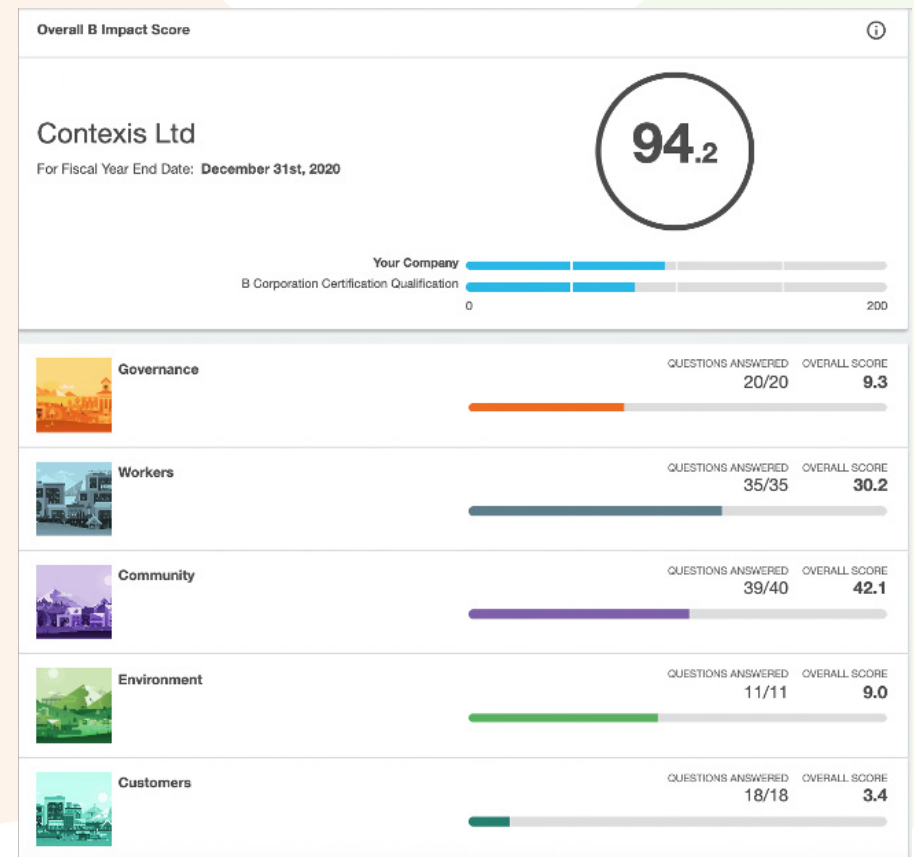 Overall B Impact Score
Contexis Ltd
For Fiscal Year End Date: December 31st, 2020
94.2
Your Company
B Corporation Certification Qualification
0 200
Governance
QUESTIONS ANSWERED OVERALL SCORE
20/20 9.3
Workers
QUESTIONS ANSWERED OVERALL SCORE
35/35 30.2
Community
QUESTIONS ANSWERED OVERALL SCORE
39/40 42.1
Environment
QUESTIONS ANSWERED OVERALL SCORE
11/11 9.0
Customers
QUESTIONS ANSWERED OVERALL SCORE
18/18 3.4